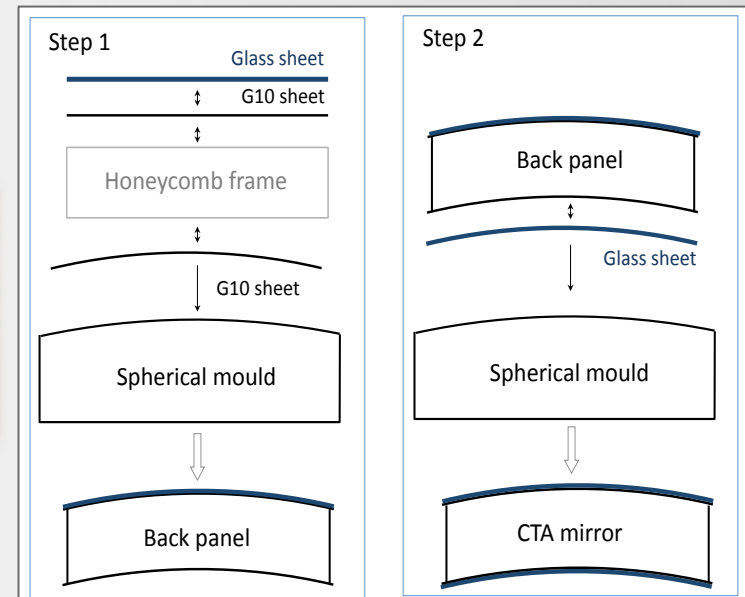 Step 1
Glass sheet
G10 sheet
Honeycomb frame
G10 sheet
Spherical mould
Back panel
Step 2
Back panel
Glass sheet
Spherical mould
CTA mirror